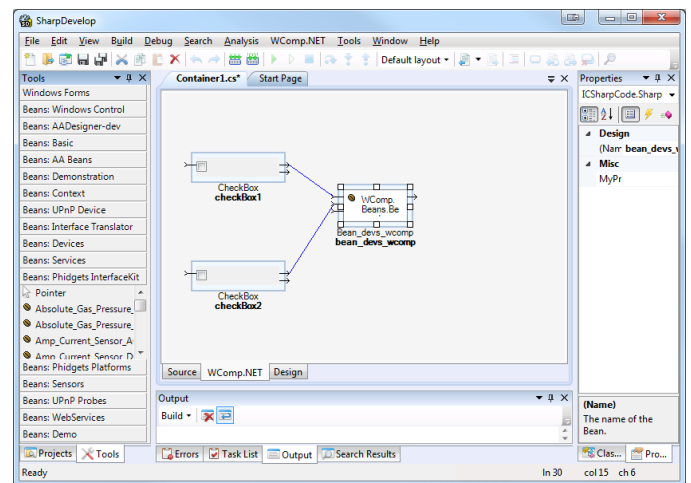 SharpDevelop
File Edit View Build Debug Search Analysis WComp.NET Tools Window Help
Default layout
Tools
Windows Forms
Beans: Windows Control
Beans: AADesigner-dev
Beans: Basic
Beans: AA Beans
Beans: Demonstration
Beans: Context
Beans: UPnP Device
Beans: Interface Translator
Beans: Devices
Beans: Services
Beans: Phidgets InterfaceKit
Pointer
Absolute_Gas_Pressure_
Absolute_Gas_Pressure_
Amp_Current_Sensor_A
Amp_Current_Sensor_D
Beans: Phidgets Platforms
Beans: Sensors
Beans: UPnP Probes
Beans: WebServices
Beans: Demo
Projects Tools
Container1.cs* Start Page
CheckBox
checkBox1
WComp.
Beans.Be
Bean_devs_wcomp
bean_devs_wcomp
CheckBox
checkBox2
Source WComp.NET Design
Output
Build
Errors Task List Output Search Results
Properties
ICSharpCode.Sharp
Design
(Nam bean_devs_w
Misc
MyPr
(Name)
The name of the
Bean.
Clas... Pro...
Ready ln 30 col 15 ch 6